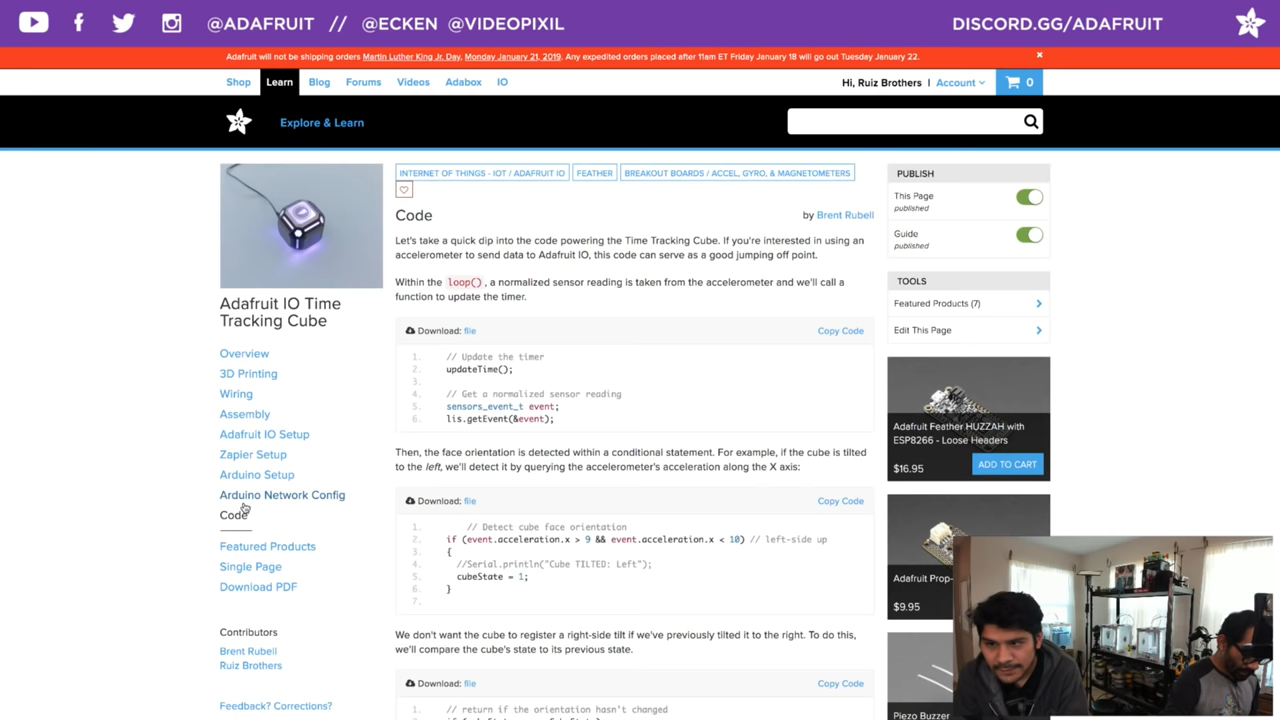 @ADAFRUIT // @ECKEN @VIDEOPIXIL
DISCORD.GG/ADAFRUIT
Adafruit will not be shipping orders Martin Luther King Jr. Day, Monday January 21, 2019. Any expedited orders placed after 11am ET Friday January 18 will go out Tuesday January 22.
Shop
Learn
Blog
Forums
Videos
Adabox
IO
Hi, Ruiz Brothers | Account
0
Explore & Learn
Adafruit IO Time
Tracking Cube
Overview
3D Printing
Wiring
Assembly
Adafruit IO Setup
Zapier Setup
Arduino Setup
Arduino Network Config
Code
Featured Products
Single Page
Download PDF
Contributors
Brent Rubell
Ruiz Brothers
Feedback? Corrections?
INTERNET OF THINGS - IOT / ADAFRUIT IO
FEATHER
BREAKOUT BOARDS / ACCEL, GYRO, & MAGNETOMETERS
Code
by Brent Rubell
Let's take a quick dip into the code powering the Time Tracking Cube. If you're interested in using an
accelerometer to send data to Adafruit IO, this code can serve as a good jumping off point.
Within the loop(), a normalized sensor reading is taken from the accelerometer and we'll call a
function to update the timer.
Download: file
Copy Code
1. // Update the timer
2. updateTime();
3.
4. // Get a normalized sensor reading
5. sensors_event_t event;
6. lis.getEvent(&event);
Then, the face orientation is detected within a conditional statement. For example, if the cube is tilted
to the left, we'll detect it by querying the accelerometer's acceleration along the X axis:
Download: file
Copy Code
1. // Detect cube face orientation
2. if (event.acceleration.x > 9 && event.acceleration.x < 10) // left-side up
3. {
4. //Serial.println("Cube TILTED: Left");
5. cubeState = 1;
6. }
7.
We don't want the cube to register a right-side tilt if we've previously tilted it to the right. To do this,
we'll compare the cube's state to its previous state.
Download: file
Copy Code
1. // return if the orientation hasn't changed
PUBLISH
This Page
published
Guide
published
TOOLS
Featured Products (7)
Edit This Page
Adafruit Feather HUZZAH with
ESP8266 - Loose Headers
$16.95
ADD TO CART
Adafruit Prop-
$9.95
Piezo Buzzer